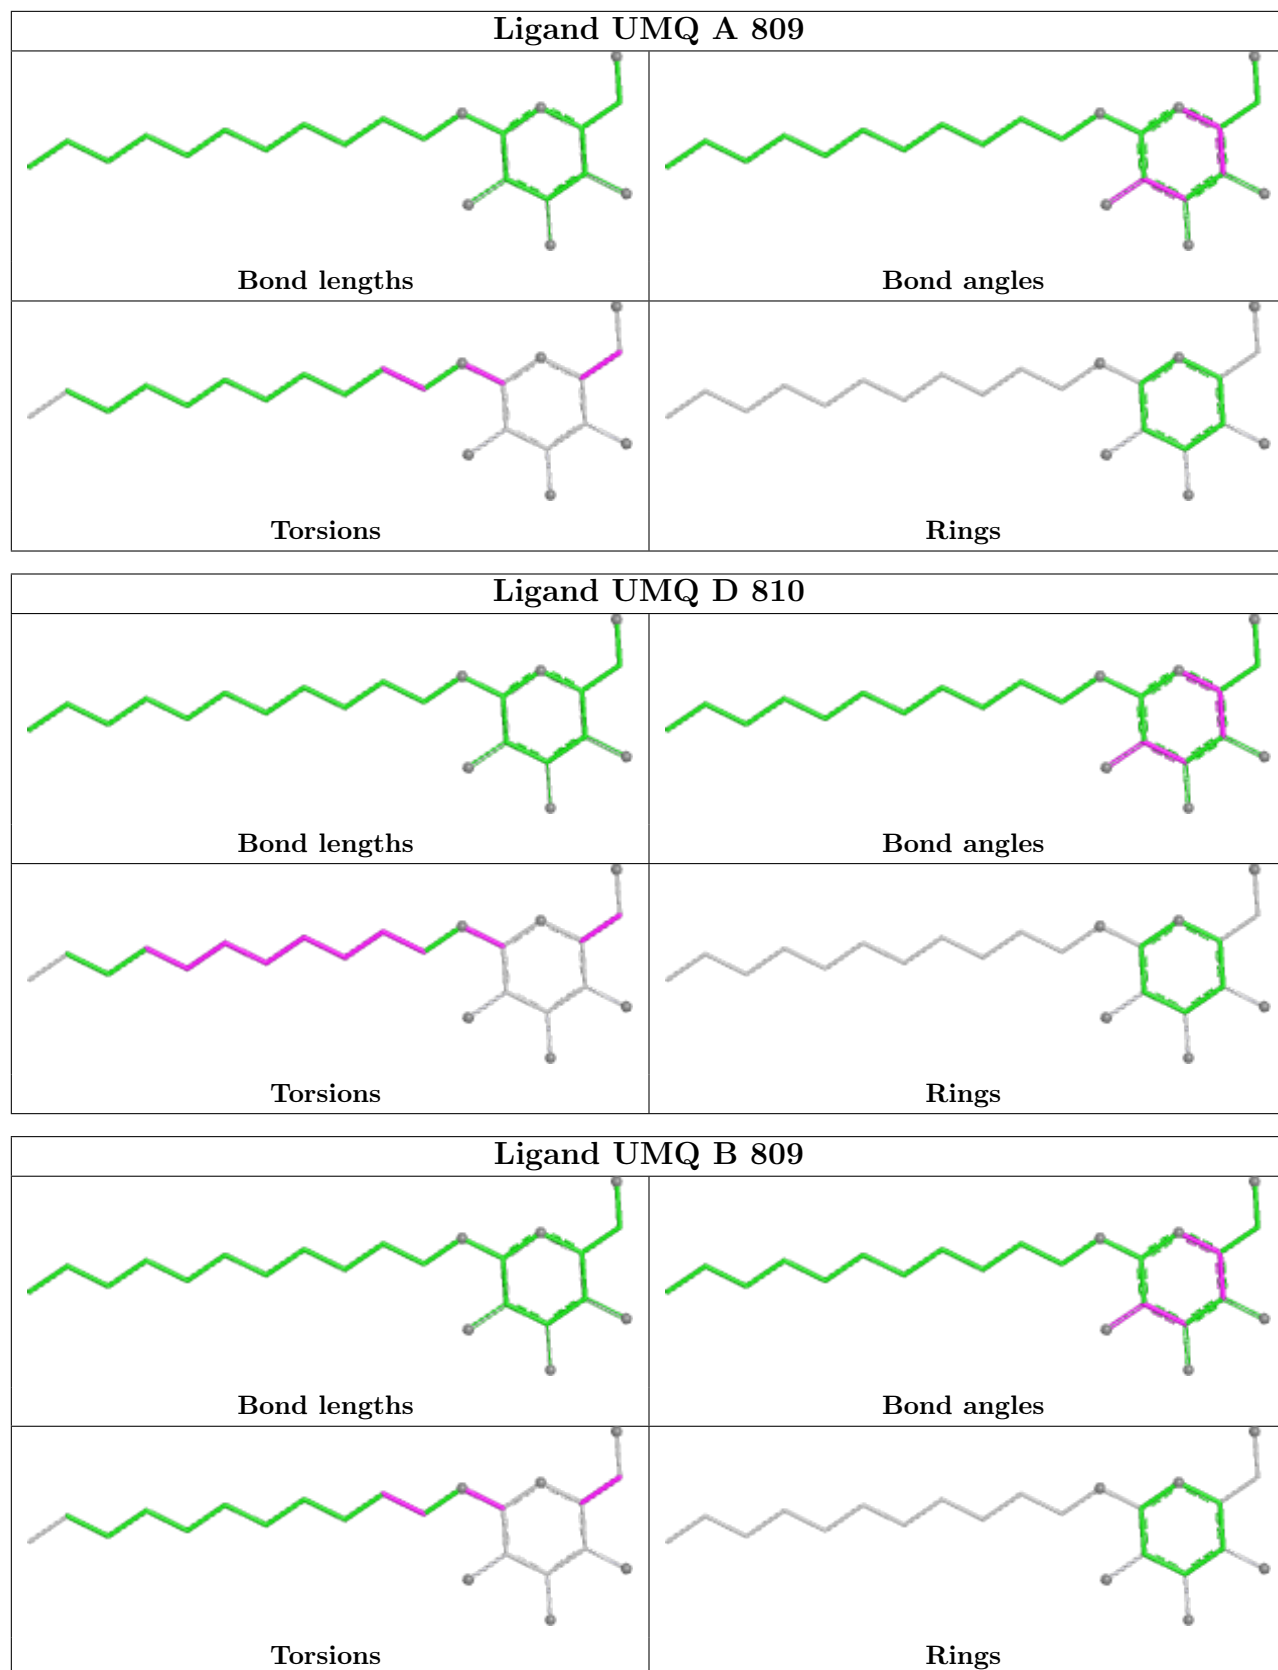 Ligand UMQ A 809
Bond lengths
Bond angles
Torsions
Rings
Ligand UMQ D 810
Bond lengths
Bond angles
Torsions
Rings
Ligand UMQ B 809
Bond lengths
Bond angles
Torsions
Rings